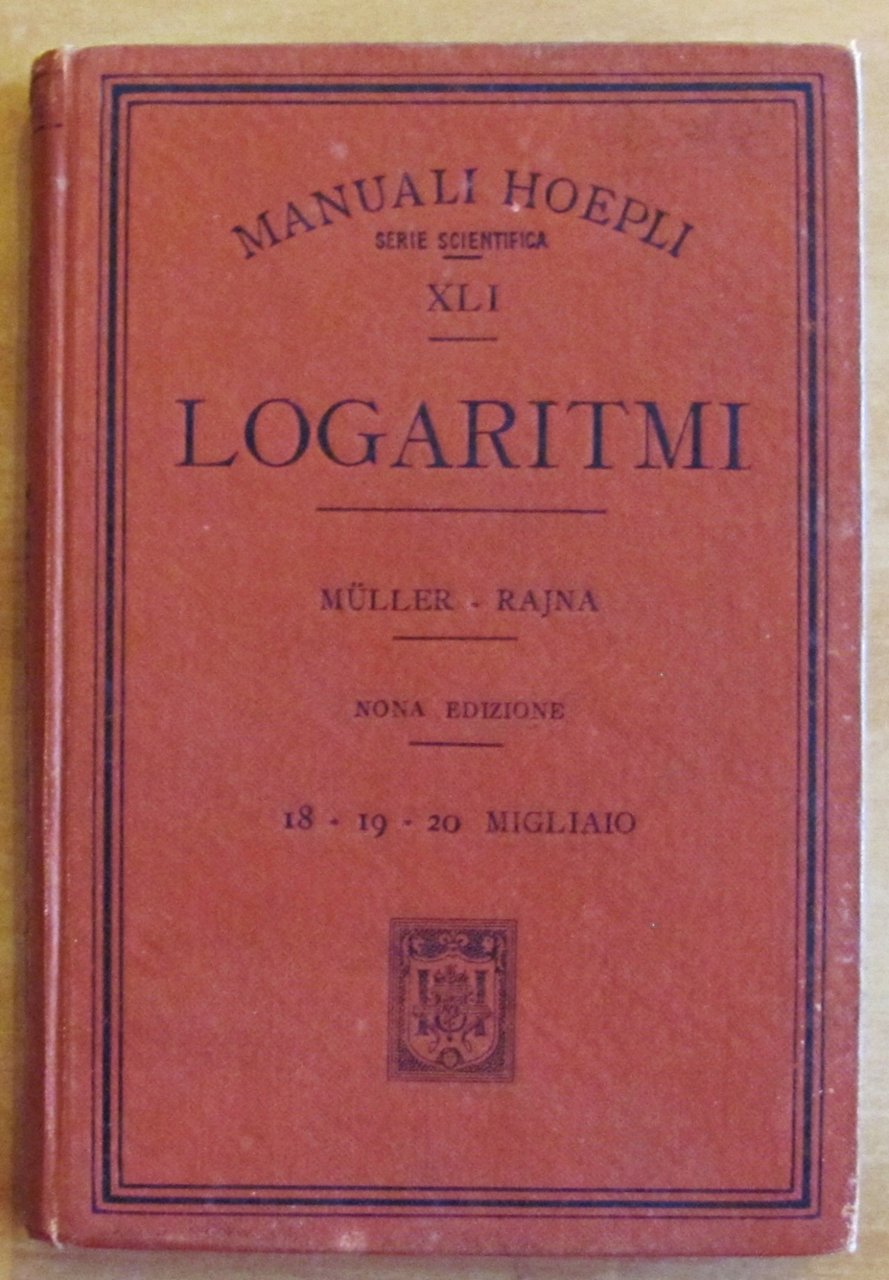 MANUALI HOEPLI
SERIE SCIENTIFICA
XLI
LOGARITMI
MÜLLER - RAJNA
NONA EDIZIONE
18 - 19 - 20 MIGLIAIO